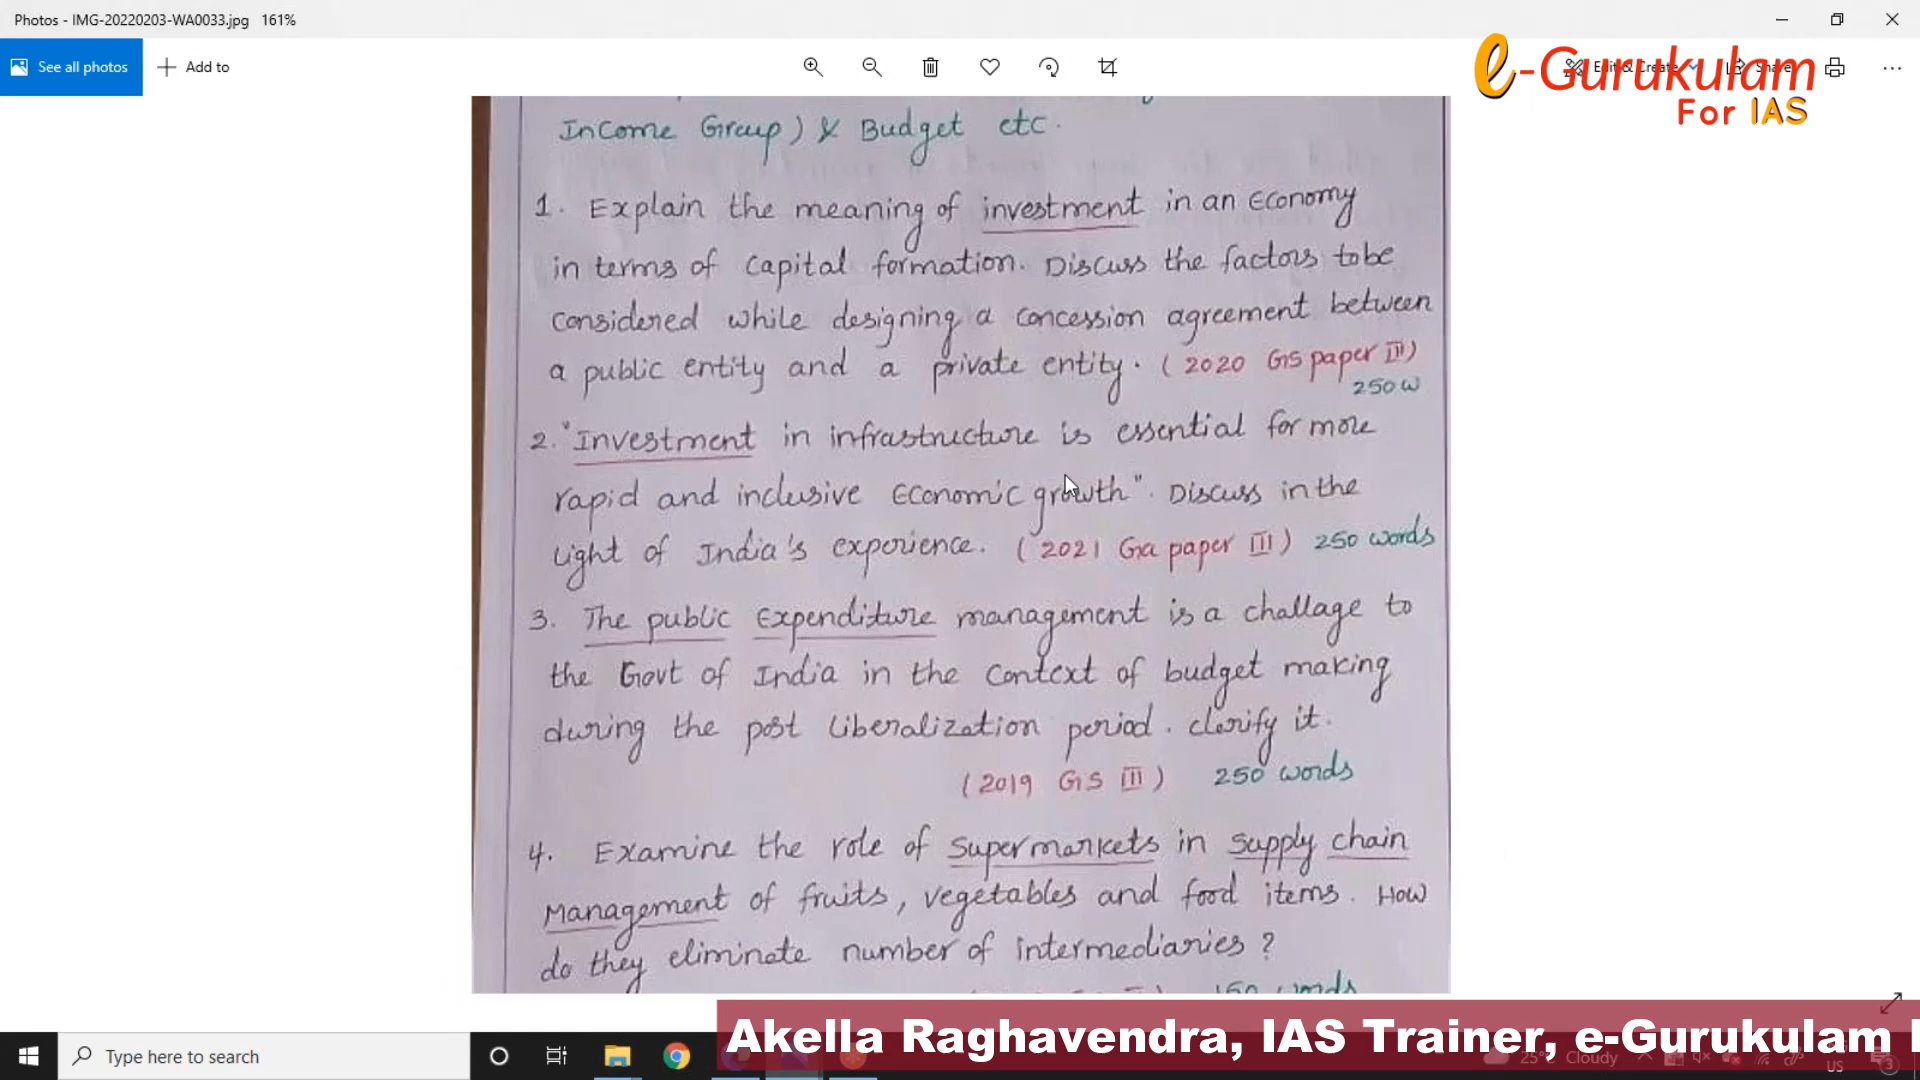 Photos - IMG-20220203-WA0033.jpg 161%
See all photos
Add to
e-Gurukulam
For IAS
Income Group) & Budget etc.
1. Explain the meaning of investment in an Economy
in terms of capital formation. Discuss the factors to be
considered while designing a concession agreement between
a public entity and a private entity. (2020 GS paper III)
250 W
2. "Investment in infrastructure is essential for more
rapid and inclusive Economic growth". Discuss in the
light of India's experience. (2021 Ga paper III) 250 words
3. The public Expenditure management is a challage to
the Govt of India in the context of budget making
during the post liberalization period. clarify it.
(2019 GS III) 250 words
4. Examine the role of Supermarkets in supply chain
Management of fruits, vegetables and food items. How
do they eliminate number of intermediaries?
150 words
Akella Raghavendra, IAS Trainer, e-Gurukulam
Type here to search
25° Cloudy
US
3